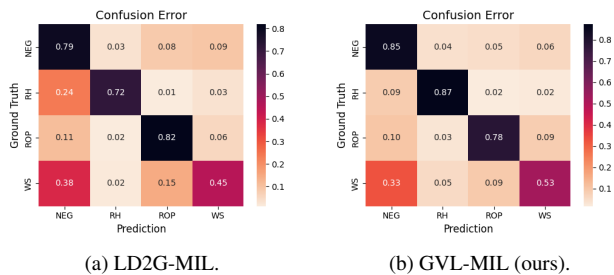 Confusion Error
NEG 0.79 0.03 0.08 0.09
RH 0.24 0.72 0.01 0.03
ROP 0.11 0.02 0.82 0.06
WS 0.38 0.02 0.15 0.45
NEG RH ROP WS
Ground Truth
Prediction
0.8
0.7
0.6
0.5
0.4
0.3
0.2
0.1
(a) LD2G-MIL.
Confusion Error
NEG 0.85 0.04 0.05 0.06
RH 0.09 0.87 0.02 0.02
ROP 0.10 0.03 0.78 0.09
WS 0.33 0.05 0.09 0.53
NEG RH ROP WS
Ground Truth
Prediction
0.8
0.7
0.6
0.5
0.4
0.3
0.2
0.1
(b) GVL-MIL (ours).